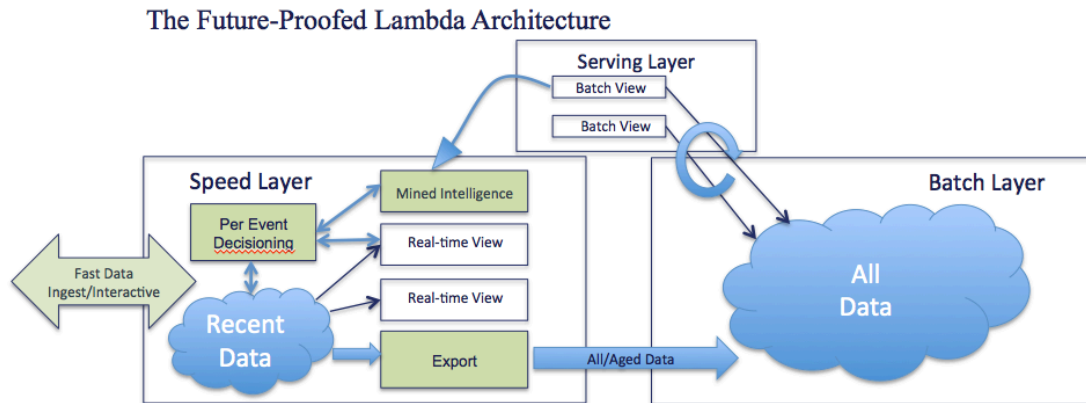 The Future-Proofed Lambda Architecture
Serving Layer
Batch View
Batch View
Speed Layer
Mined Intelligence
Batch Layer
Per Event
Decisioning
Real-time View
Fast Data
Ingest/Interactive
Real-time View
All
Data
Recent
Data
Export
All/Aged Data